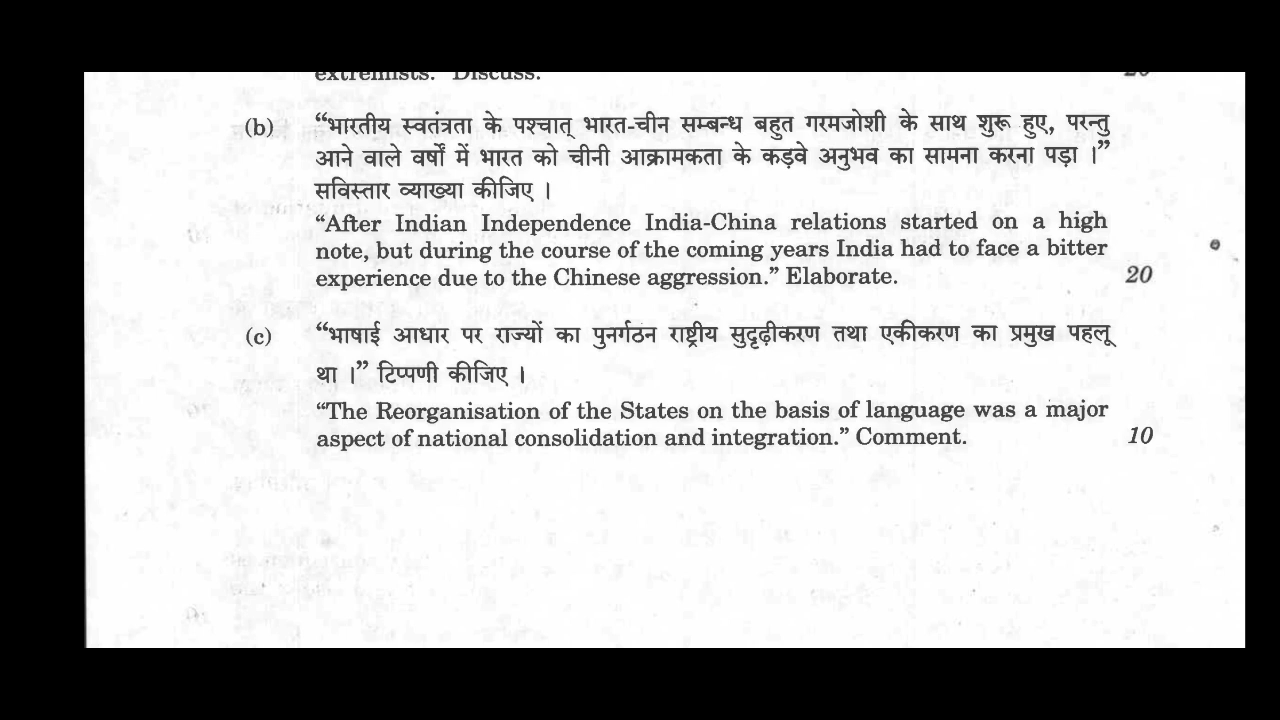 extremists. Discuss. 20
(b) “भारतीय स्वतंत्रता के पश्चात् भारत-चीन सम्बन्ध बहुत गरमजोशी के साथ शुरू हुए, परन्तु
आने वाले वर्षों में भारत को चीनी आक्रामकता के कड़वे अनुभव का सामना करना पड़ा ।”
सविस्तार व्याख्या कीजिए ।
“After Indian Independence India-China relations started on a high
note, but during the course of the coming years India had to face a bitter
experience due to the Chinese aggression.” Elaborate. 20
(c) “भाषाई आधार पर राज्यों का पुनर्गठन राष्ट्रीय सुदृढ़ीकरण तथा एकीकरण का प्रमुख पहलू
था ।” टिप्पणी कीजिए ।
“The Reorganisation of the States on the basis of language was a major
aspect of national consolidation and integration.” Comment. 10